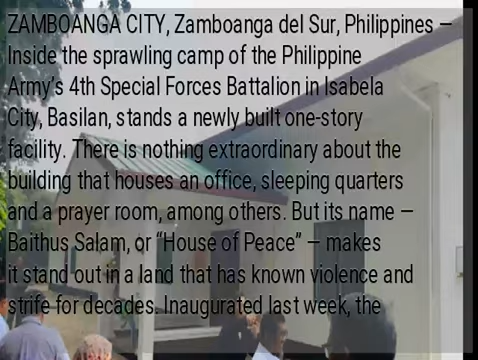 ZAMBOANGA CITY, Zamboanga del Sur, Philippines —
Inside the sprawling camp of the Philippine
Army's 4th Special Forces Battalion in Isabela
City, Basilan, stands a newly built one-story
facility. There is nothing extraordinary about the
building that houses an office, sleeping quarters
and a prayer room, among others. But its name —
Baithus Salam, or “House of Peace” — makes
it stand out in a land that has known violence and
strife for decades. Inaugurated last week, the